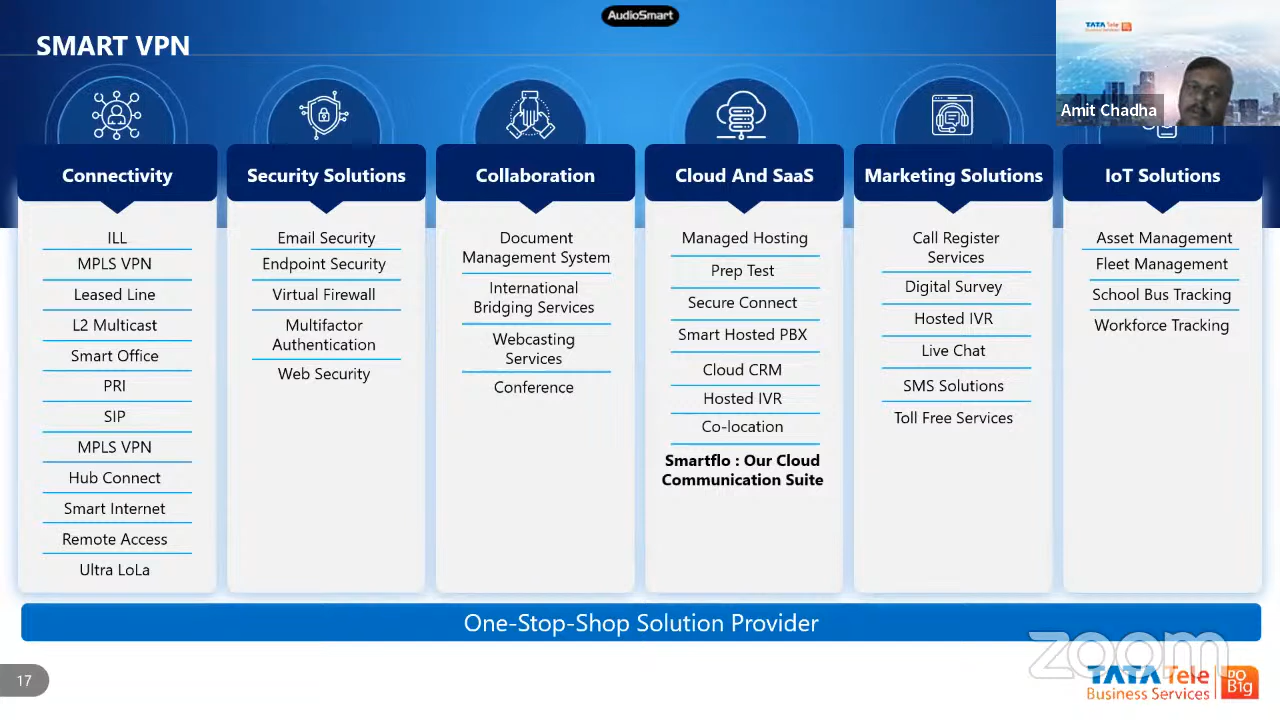 AudioSmart
SMART VPN
TATA Tele
Business Services
Amit Chadha
Connectivity
ILL
MPLS VPN
Leased Line
L2 Multicast
Smart Office
PRI
SIP
MPLS VPN
Hub Connect
Smart Internet
Remote Access
Ultra LoLa
Security Solutions
Email Security
Endpoint Security
Virtual Firewall
Multifactor
Authentication
Web Security
Collaboration
Document
Management System
International
Bridging Services
Webcasting
Services
Conference
Cloud And SaaS
Managed Hosting
Prep Test
Secure Connect
Smart Hosted PBX
Cloud CRM
Hosted IVR
Co-location
Smartflo : Our Cloud
Communication Suite
Marketing Solutions
Call Register
Services
Digital Survey
Hosted IVR
Live Chat
SMS Solutions
Toll Free Services
IoT Solutions
Asset Management
Fleet Management
School Bus Tracking
Workforce Tracking
One-Stop-Shop Solution Provider
zoom
17
TATA Tele
Business Services
DO
Big